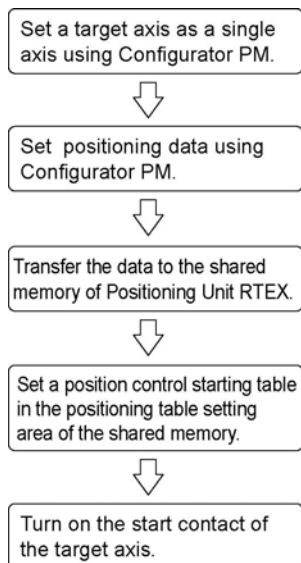 Set a target axis as a single
axis using Configurator PM.
Set positioning data using
Configurator PM.
Transfer the data to the shared
memory of Positioning Unit RTEX.
Set a position control starting table
in the positioning table setting
area of the shared memory.
Turn on the start contact of
the target axis.